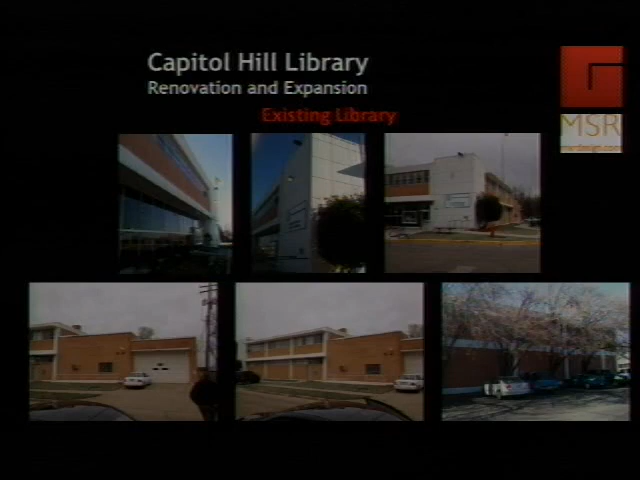 Capitol Hill Library
Renovation and Expansion
Existing Library
MSR